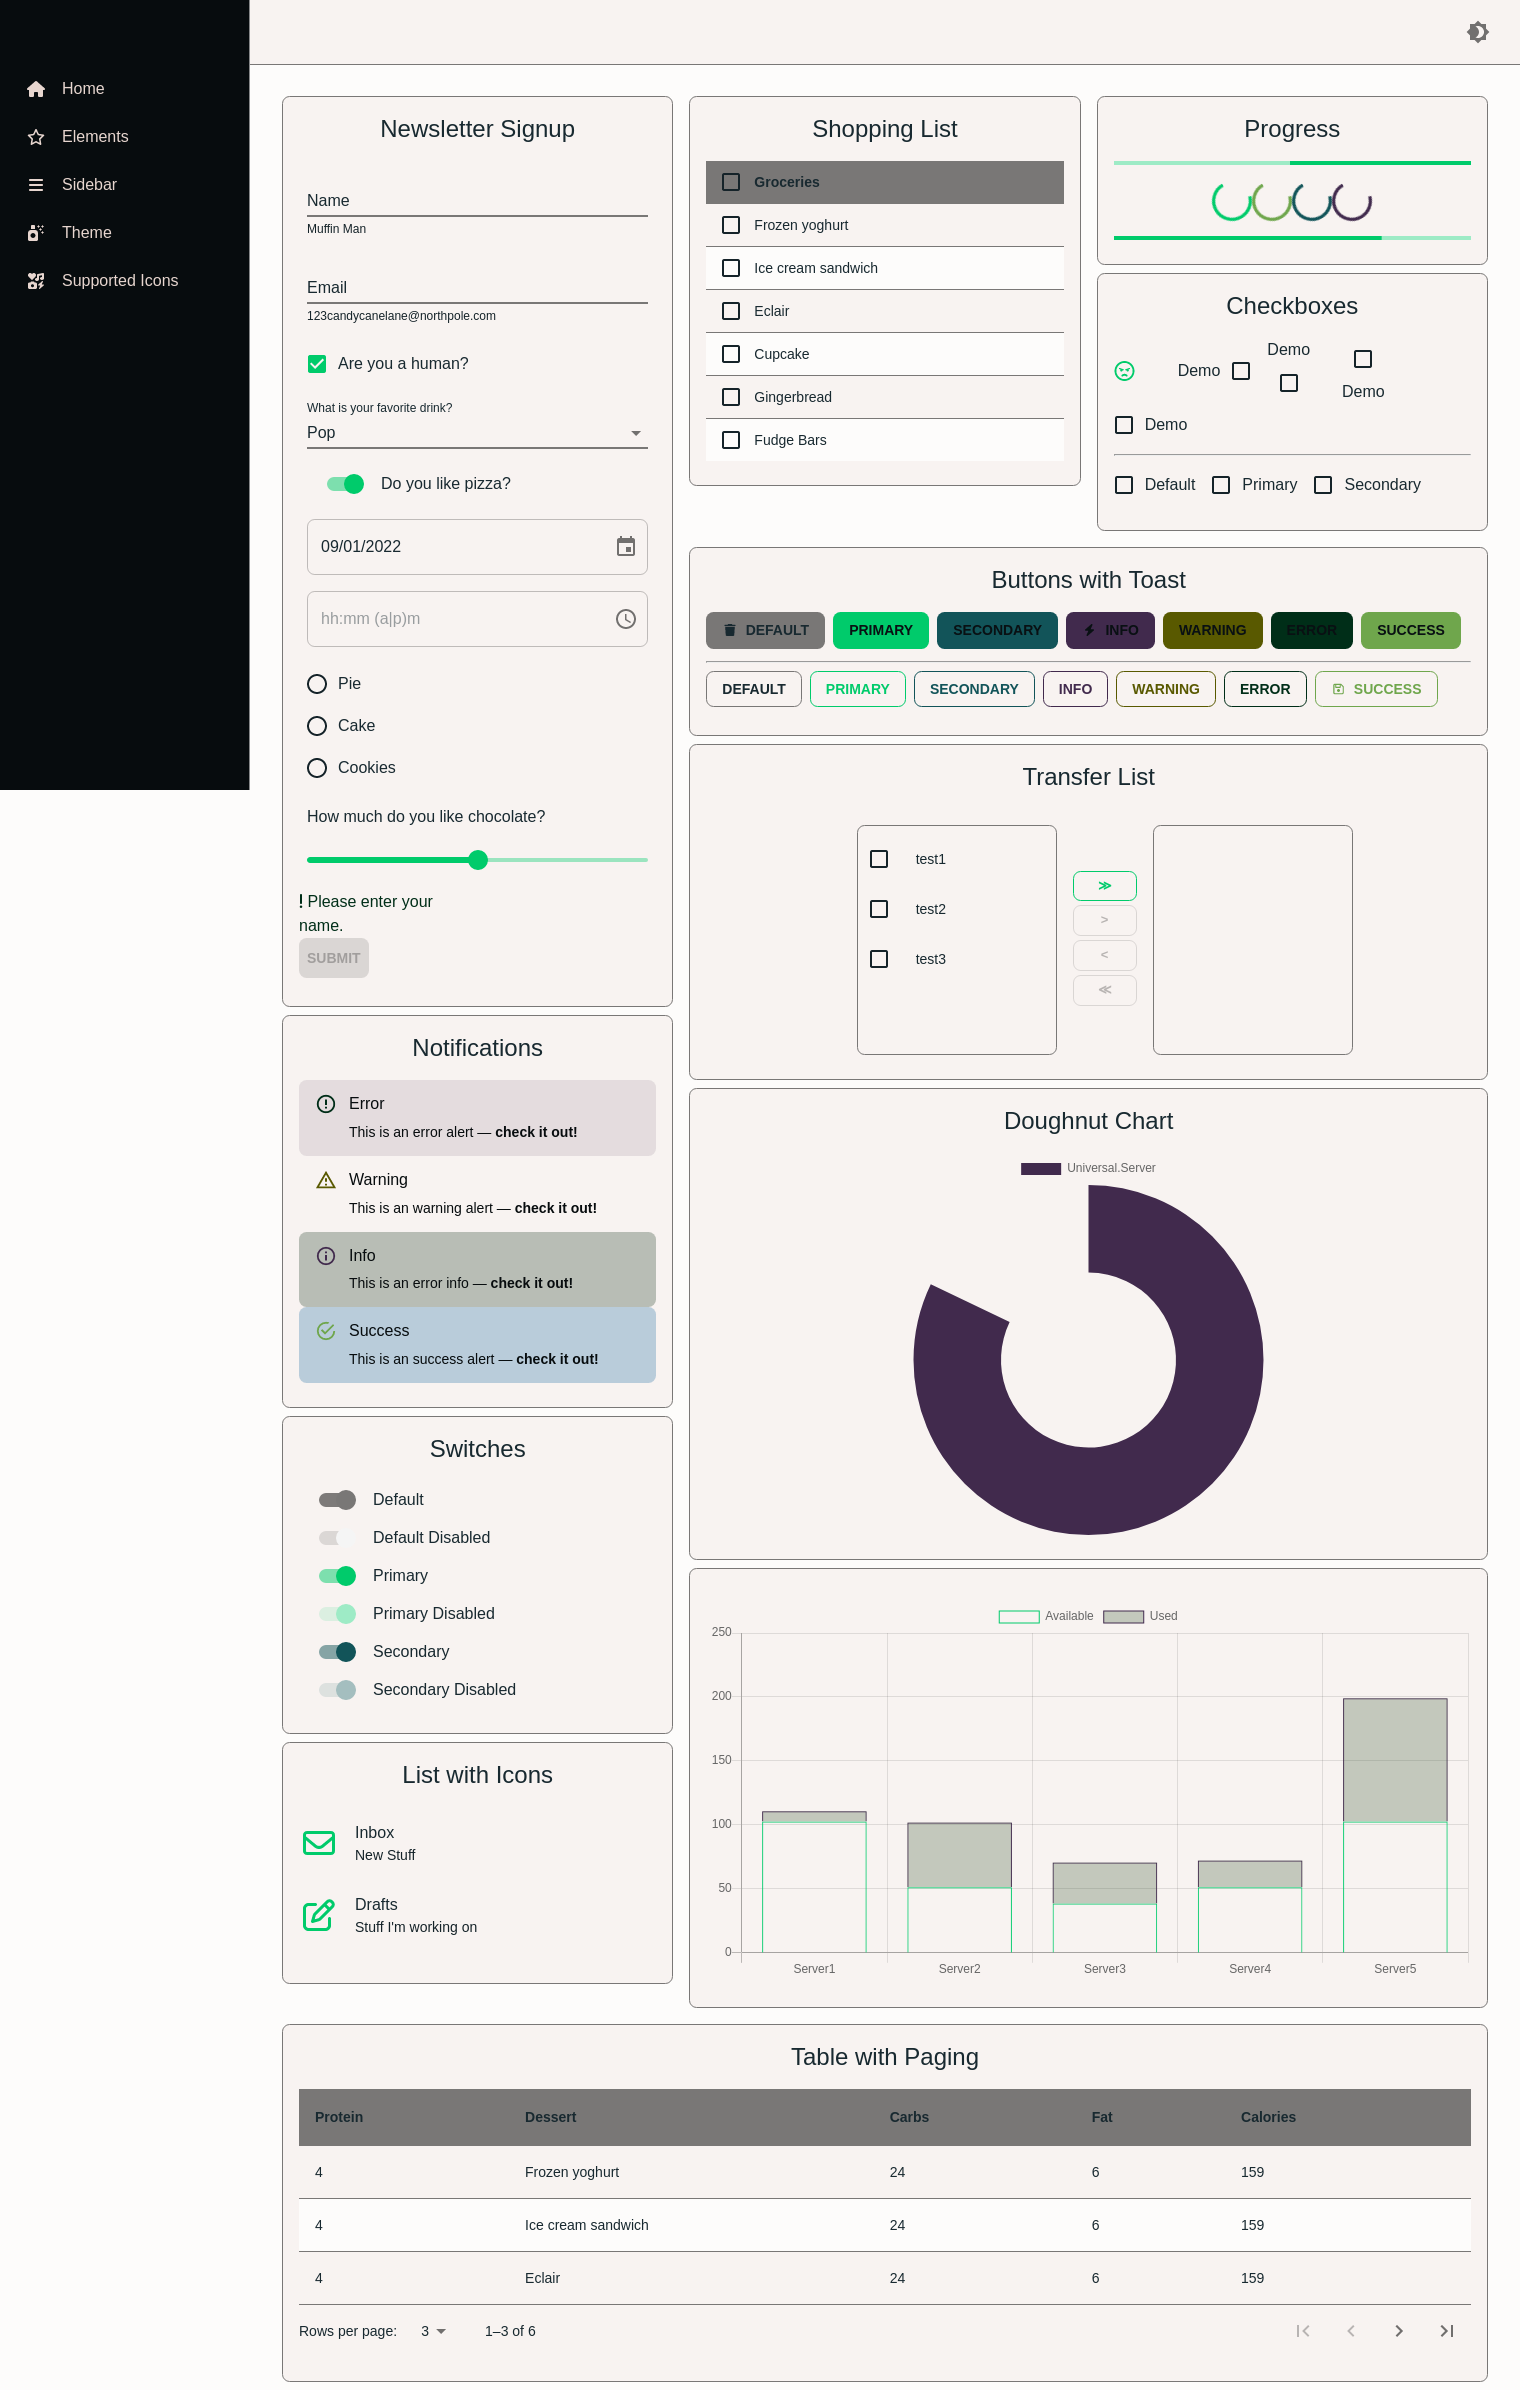 Home
Elements
Sidebar
Theme
Supported Icons
Newsletter Signup
Name
Muffin Man
Email
123candycanelane@northpole.com
Are you a human?
What is your favorite drink?
Pop
Do you like pizza?
09/01/2022
hh:mm (a|p)m
Pie
Cake
Cookies
How much do you like chocolate?
! Please enter your
name.
SUBMIT
Notifications
Error
This is an error alert — check it out!
Warning
This is an warning alert — check it out!
Info
This is an error info — check it out!
Success
This is an success alert — check it out!
Switches
Default
Default Disabled
Primary
Primary Disabled
Secondary
Secondary Disabled
List with Icons
Inbox
New Stuff
Drafts
Stuff I'm working on
Shopping List
Groceries
Frozen yoghurt
Ice cream sandwich
Eclair
Cupcake
Gingerbread
Fudge Bars
Progress
Checkboxes
Demo
Demo
Demo
Demo
Default Primary Secondary
Buttons with Toast
DEFAULT PRIMARY SECONDARY INFO WARNING ERROR SUCCESS
DEFAULT PRIMARY SECONDARY INFO WARNING ERROR SUCCESS
Transfer List
test1
test2
test3
≫
>
<
≪
Doughnut Chart
Universal.Server
Available Used
250
200
150
100
50
0
Server1 Server2 Server3 Server4 Server5
Table with Paging
Protein Dessert Carbs Fat Calories
4 Frozen yoghurt 24 6 159
4 Ice cream sandwich 24 6 159
4 Eclair 24 6 159
Rows per page: 3 1–3 of 6